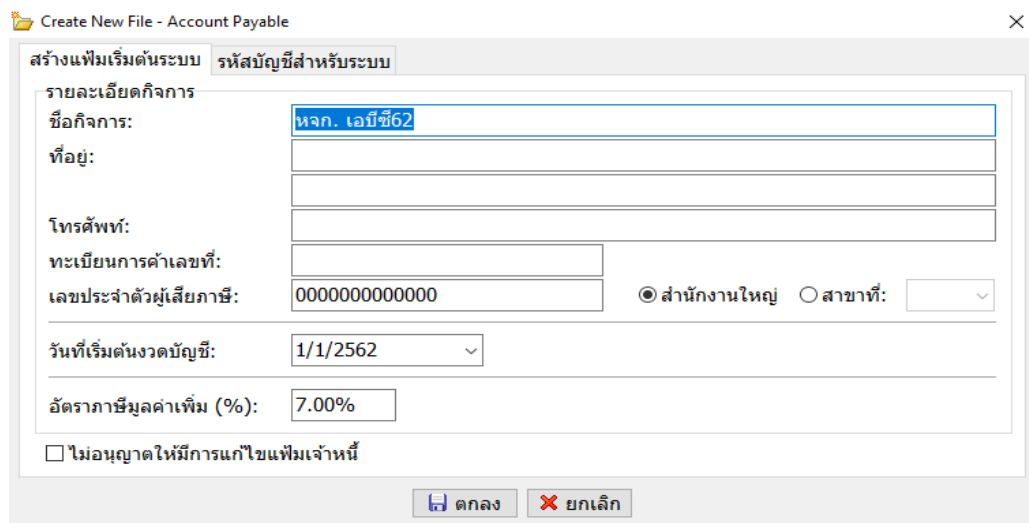 Create New File - Account Payable
สร้างแฟ้มเริ่มต้นระบบ รหัสบัญชีสำหรับระบบ
รายละเอียดกิจการ
ชื่อกิจการ: หจก. เอบีซี62
ที่อยู่:
โทรศัพท์:
ทะเบียนการค้าเลขที่:
เลขประจำตัวผู้เสียภาษี: 0000000000000 สำนักงานใหญ่ สาขาที่:
วันที่เริ่มต้นงวดบัญชี: 1/1/2562
อัตราภาษีมูลค่าเพิ่ม (%): 7.00%
ไม่อนุญาตให้มีการแก้ไขแฟ้มเจ้าหนี้
ตกลง ยกเลิก